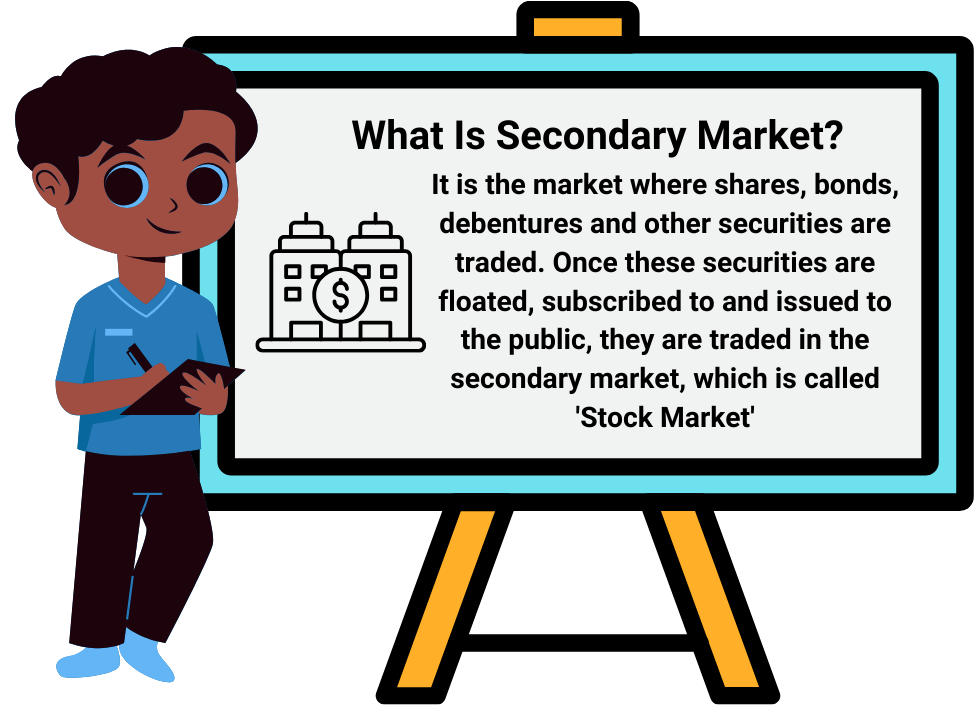 What Is Secondary Market?
It is the market where shares, bonds,
debentures and other securities are
traded. Once these securities are
floated, subscribed to and issued to
the public, they are traded in the
secondary market, which is called
'Stock Market'
$